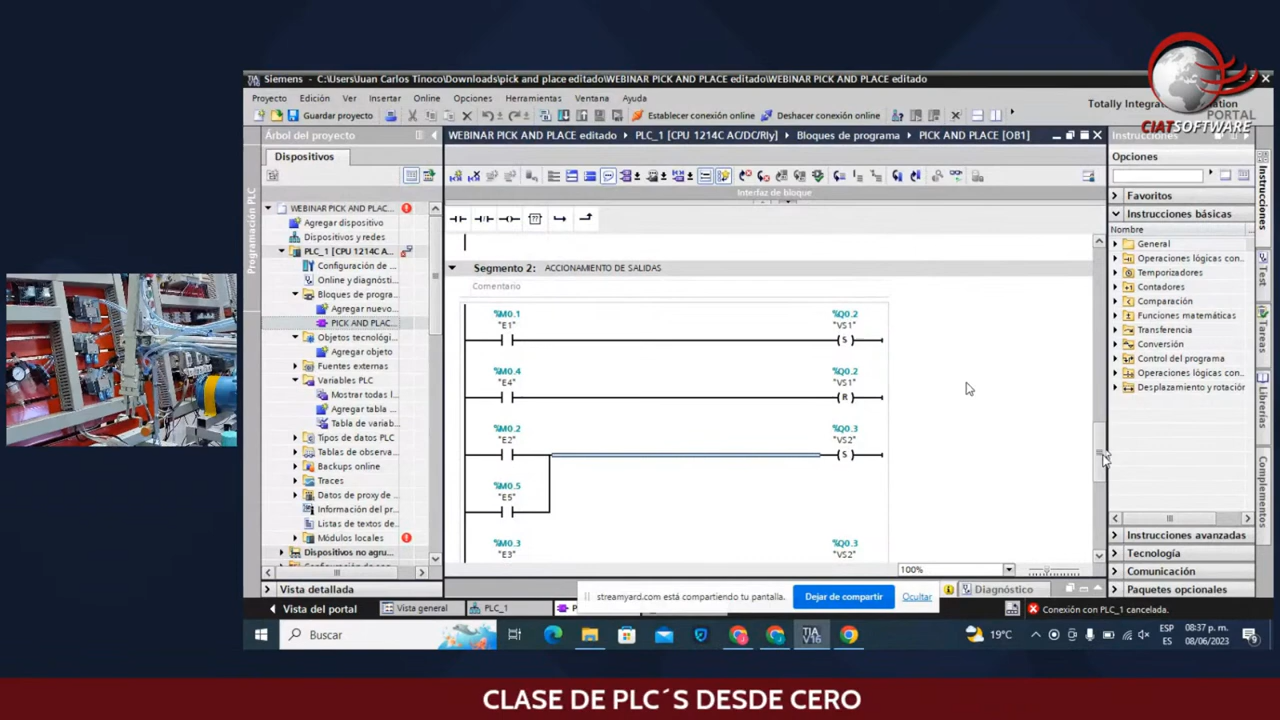 Siemens - C:\Users\Juan Carlos Tinoco\Downloads\pick and place editado\WEBINAR PICK AND PLACE editado\WEBINAR PICK AND PLACE editado
Proyecto Edición Ver Insertar Online Opciones Herramientas Ventana Ayuda
Totally Integrated Automation
PORTAL
CIATSOFTWARE
Guardar proyecto
Establecer conexión online
Deshacer conexión online
Árbol del proyecto
WEBINAR PICK AND PLACE editado PLC_1 [CPU 1214C AC/DC/Rly] Bloques de programa PICK AND PLACE [OB1]
Instrucciones
Dispositivos
Opciones
Programación PLC
Interfaz de bloque
Favoritos
Instrucciones básicas
Nombre
WEBINAR PICK AND PLAC...
Agregar dispositivo
Dispositivos y redes
PLC_1 [CPU 1214C A...
Configuración de ...
Online y diagnósti...
Bloques de progra...
Agregar nuevo...
PICK AND PLAC...
Objetos tecnológi...
Agregar objeto
Fuentes externas
Variables PLC
Mostrar todas l...
Agregar tabla ...
Tabla de variab...
Tipos de datos PLC
Tablas de observa...
Backups online
Traces
Datos de proxy de...
Información del pr...
Listas de textos de...
Módulos locales
Dispositivos no agru...
Vista detallada
Segmento 2: ACCIONAMIENTO DE SALIDAS
Comentario
%M0.1 %Q0.2
"E1" "VS1"
S
%M0.4 %Q0.2
"E4" "VS1"
R
%M0.2 %Q0.3
"E2" "VS2"
S
%M0.5
"E5"
%M0.3 %Q0.3
"E3" "VS2"
100%
General
Operaciones lógicas con...
Temporizadores
Contadores
Comparación
Funciones matemáticas
Transferencia
Conversión
Control del programa
Operaciones lógicas con...
Desplazamiento y rotación
Instrucciones avanzadas
Tecnología
Comunicación
Paquetes opcionales
Test
Tareas
Librerías
Complementos
Diagnóstico
streamyard.com está compartiendo tu pantalla.
Dejar de compartir
Ocultar
Vista del portal
Vista general
PLC_1
Conexión con PLC_1 cancelada.
Buscar
TIA
V16
19°C
ESP
ES
08:37 p. m.
08/06/2023
CLASE DE PLC´S DESDE CERO